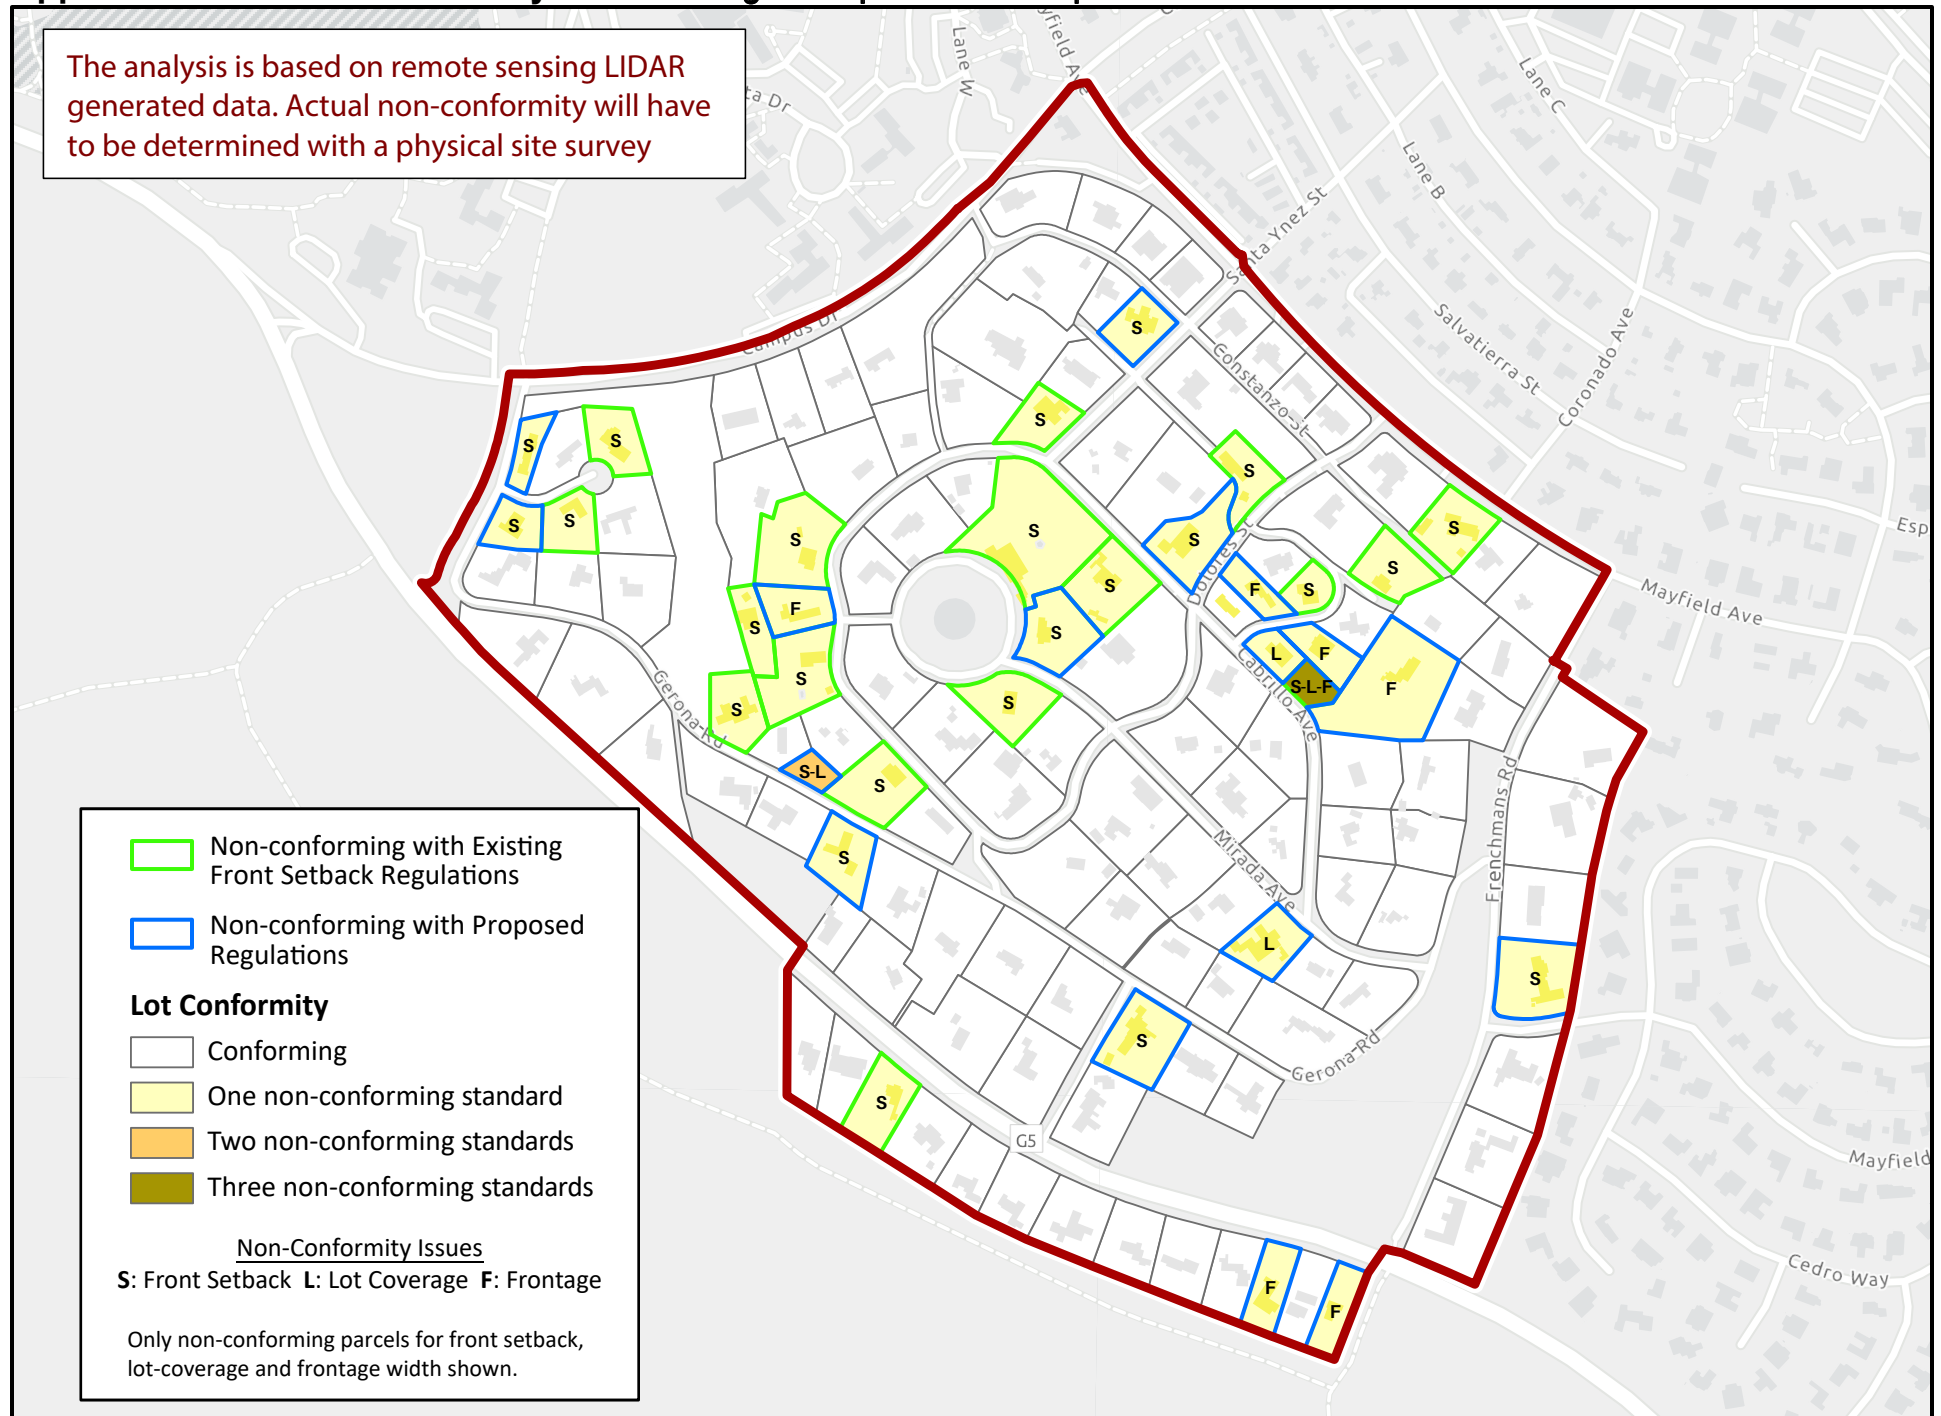 The analysis is based on remote sensing LIDAR
generated data. Actual non-conformity will have
to be determined with a physical site survey
Lane W
Lane C
Lane B
Santa Ynez St
Salvatierra St
Coronado Ave
Constanzo St
Campus Dr
Mayfield Ave
Dolores St
Cabrillo Ave
Gerona Rd
Mirada Ave
Frenchmans Rd
Gerona Rd
G5
Mayfield
Cedro Way
S
S
S
S
S
S
S
S
S
S
S
S
S
S
F
S
F
S
S
S
L
F
S-L-F
F
S
S
S
S-L
S
S
L
S
S
S
F
F
Non-conforming with Existing
Front Setback Regulations
Non-conforming with Proposed
Regulations
Lot Conformity
Conforming
One non-conforming standard
Two non-conforming standards
Three non-conforming standards
Non-Conformity Issues
S: Front Setback L: Lot Coverage F: Frontage
Only non-conforming parcels for front setback,
lot-coverage and frontage width shown.